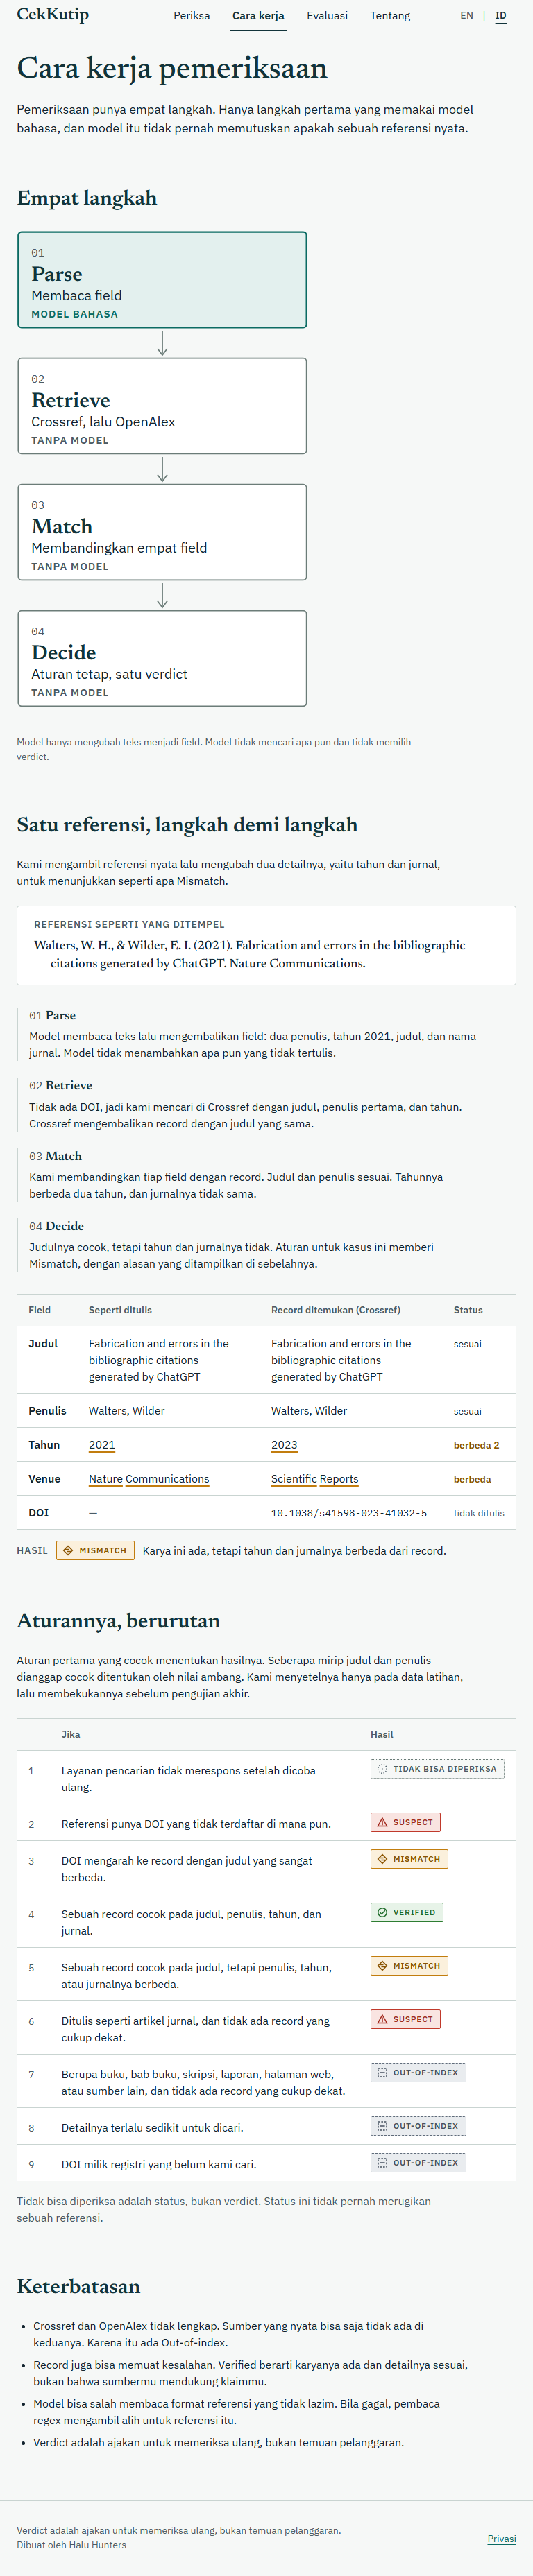 CekKutip
Periksa
Cara kerja
Evaluasi
Tentang
EN | ID
Cara kerja pemeriksaan
Pemeriksaan punya empat langkah. Hanya langkah pertama yang memakai model
bahasa, dan model itu tidak pernah memutuskan apakah sebuah referensi nyata.
Empat langkah
01
Parse
Membaca field
MODEL BAHASA
02
Retrieve
Crossref, lalu OpenAlex
TANPA MODEL
03
Match
Membandingkan empat field
TANPA MODEL
04
Decide
Aturan tetap, satu verdict
TANPA MODEL
Model hanya mengubah teks menjadi field. Model tidak mencari apa pun dan tidak memilih
verdict.
Satu referensi, langkah demi langkah
Kami mengambil referensi nyata lalu mengubah dua detailnya, yaitu tahun dan jurnal,
untuk menunjukkan seperti apa Mismatch.
REFERENSI SEPERTI YANG DITEMPEL
Walters, W. H., & Wilder, E. I. (2021). Fabrication and errors in the bibliographic
citations generated by ChatGPT. Nature Communications.
01 Parse
Model membaca teks lalu mengembalikan field: dua penulis, tahun 2021, judul, dan nama
jurnal. Model tidak menambahkan apa pun yang tidak tertulis.
02 Retrieve
Tidak ada DOI, jadi kami mencari di Crossref dengan judul, penulis pertama, dan tahun.
Crossref mengembalikan record dengan judul yang sama.
03 Match
Kami membandingkan tiap field dengan record. Judul dan penulis sesuai. Tahunnya
berbeda dua tahun, dan jurnalnya tidak sama.
04 Decide
Judulnya cocok, tetapi tahun dan jurnalnya tidak. Aturan untuk kasus ini memberi
Mismatch, dengan alasan yang ditampilkan di sebelahnya.
Field Seperti ditulis Record ditemukan (Crossref) Status
Judul Fabrication and errors in the Fabrication and errors in the sesuai
bibliographic citations bibliographic citations
generated by ChatGPT generated by ChatGPT
Penulis Walters, Wilder Walters, Wilder sesuai
Tahun 2021 2023 berbeda 2
Venue Nature Communications Scientific Reports berbeda
DOI — 10.1038/s41598-023-41032-5 tidak ditulis
HASIL MISMATCH Karya ini ada, tetapi tahun dan jurnalnya berbeda dari record.
Aturannya, berurutan
Aturan pertama yang cocok menentukan hasilnya. Seberapa mirip judul dan penulis
dianggap cocok ditentukan oleh nilai ambang. Kami menyetelnya hanya pada data latihan,
lalu membekukannya sebelum pengujian akhir.
Jika Hasil
1 Layanan pencarian tidak merespons setelah dicoba TIDAK BISA DIPERIKSA
ulang.
2 Referensi punya DOI yang tidak terdaftar di mana pun. SUSPECT
3 DOI mengarah ke record dengan judul yang sangat MISMATCH
berbeda.
4 Sebuah record cocok pada judul, penulis, tahun, dan VERIFIED
jurnal.
5 Sebuah record cocok pada judul, tetapi penulis, tahun, MISMATCH
atau jurnalnya berbeda.
6 Ditulis seperti artikel jurnal, dan tidak ada record yang SUSPECT
cukup dekat.
7 Berupa buku, bab buku, skripsi, laporan, halaman web, OUT-OF-INDEX
atau sumber lain, dan tidak ada record yang cukup dekat.
8 Detailnya terlalu sedikit untuk dicari. OUT-OF-INDEX
9 DOI milik registri yang belum kami cari. OUT-OF-INDEX
Tidak bisa diperiksa adalah status, bukan verdict. Status ini tidak pernah merugikan
sebuah referensi.
Keterbatasan
• Crossref dan OpenAlex tidak lengkap. Sumber yang nyata bisa saja tidak ada di
keduanya. Karena itu ada Out-of-index.
• Record juga bisa memuat kesalahan. Verified berarti karyanya ada dan detailnya sesuai,
bukan bahwa sumbermu mendukung klaimmu.
• Model bisa salah membaca format referensi yang tidak lazim. Bila gagal, pembaca
regex mengambil alih untuk referensi itu.
• Verdict adalah ajakan untuk memeriksa ulang, bukan temuan pelanggaran.
Verdict adalah ajakan untuk memeriksa ulang, bukan temuan pelanggaran.
Dibuat oleh Halu Hunters
Privasi